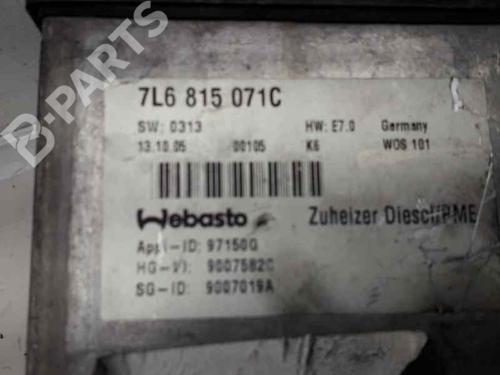 7L6 815 071C
SW: 0313 HW: E7.0 Germany
13.10.05 00105 K6 WOS 101
Webasto Zuheizer Diesel/PME
Appl-ID: 97150G
HG-VI: 9007582C
SG-ID: 9007019A
B-PARTS